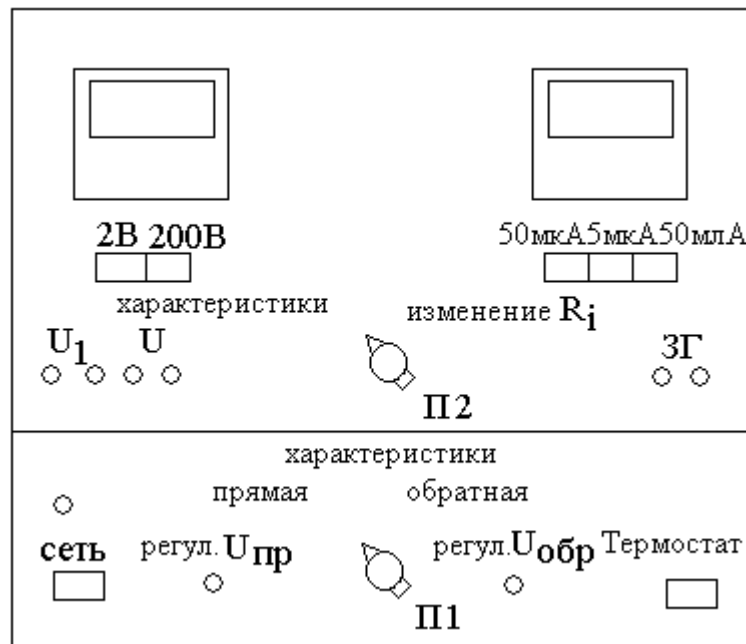 2В 200В
50мкА5мкА50млА
характеристики
изменение Ri
U1 U
ЗГ
П2
характеристики
прямая обратная
сеть регул.Uпр регул.Uобр Термостат
П1